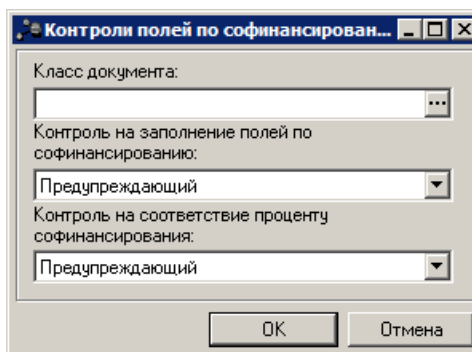 Контроли полей по софинансирован...
Класс документа:
Контроль на заполнение полей по
софинансированию:
Предупреждающий
Контроль на соответствие проценту
софинансирования:
Предупреждающий
OK Отмена